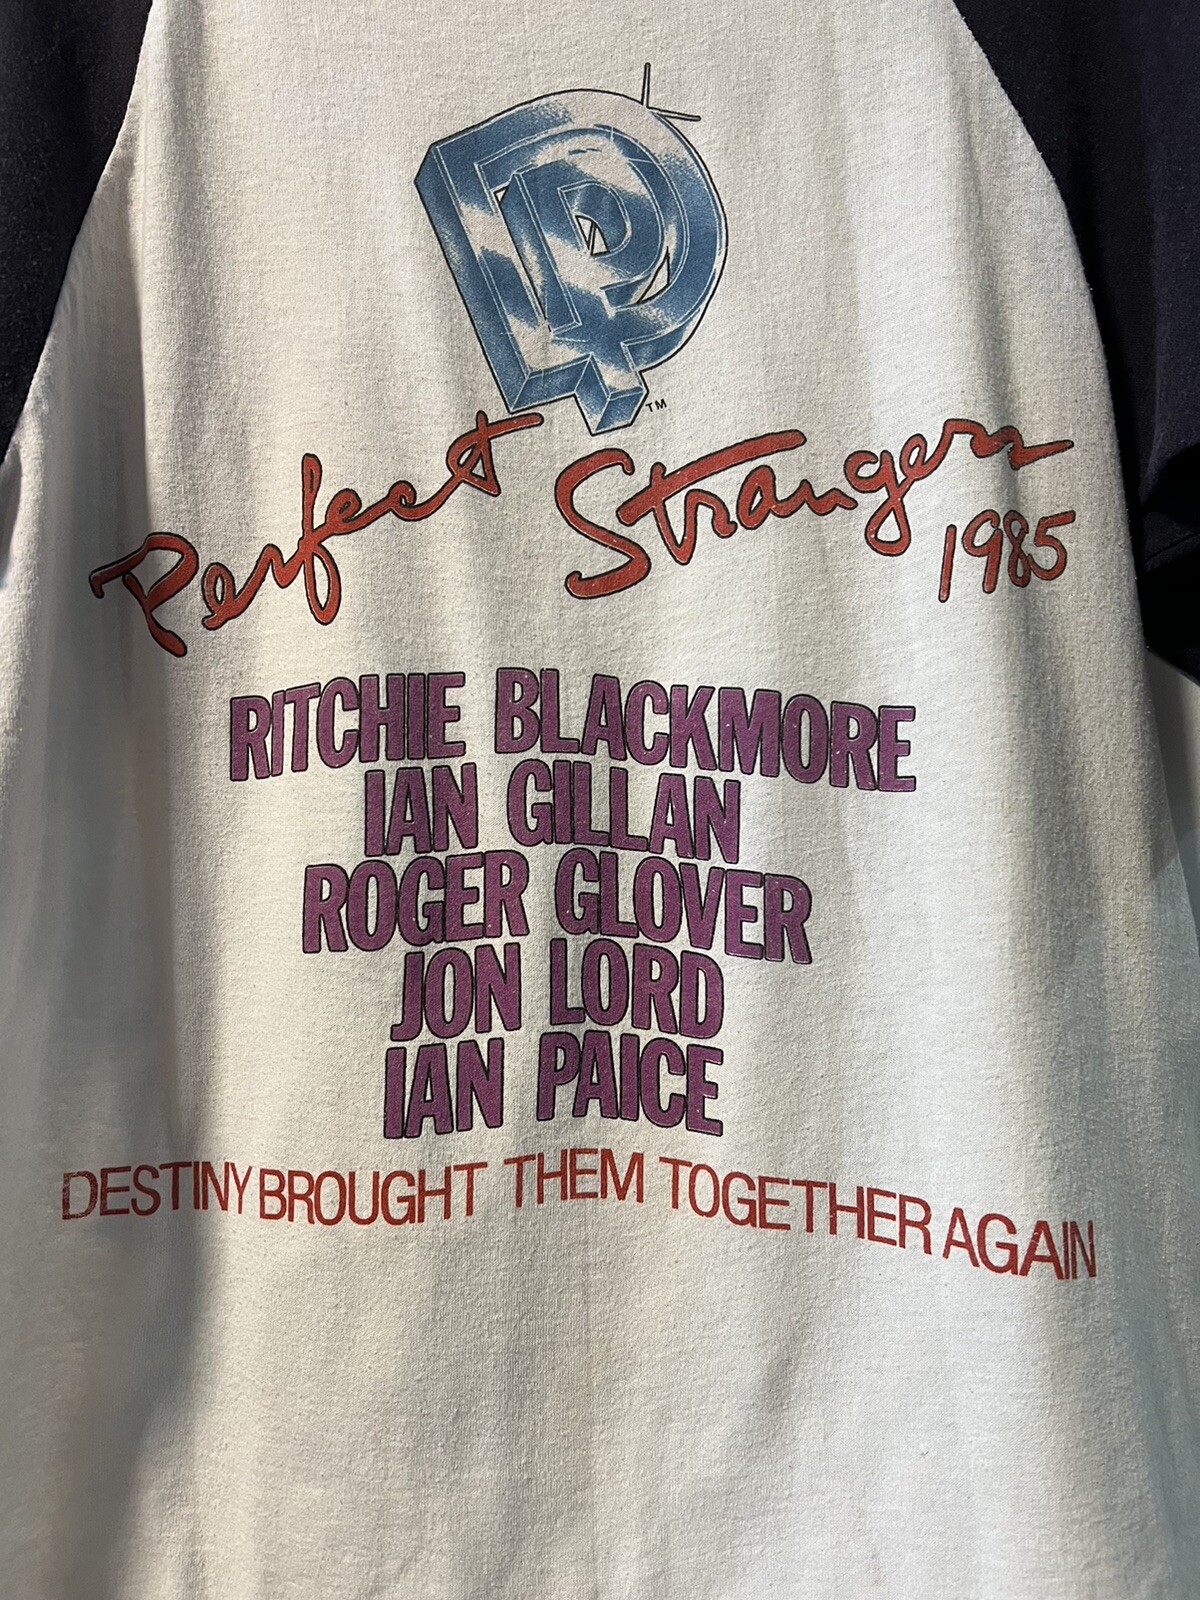 DP
TM
Perfect Strangers
1985
RITCHIE BLACKMORE
IAN GILLAN
ROGER GLOVER
JON LORD
IAN PAICE
DESTINY BROUGHT THEM TOGETHER AGAIN